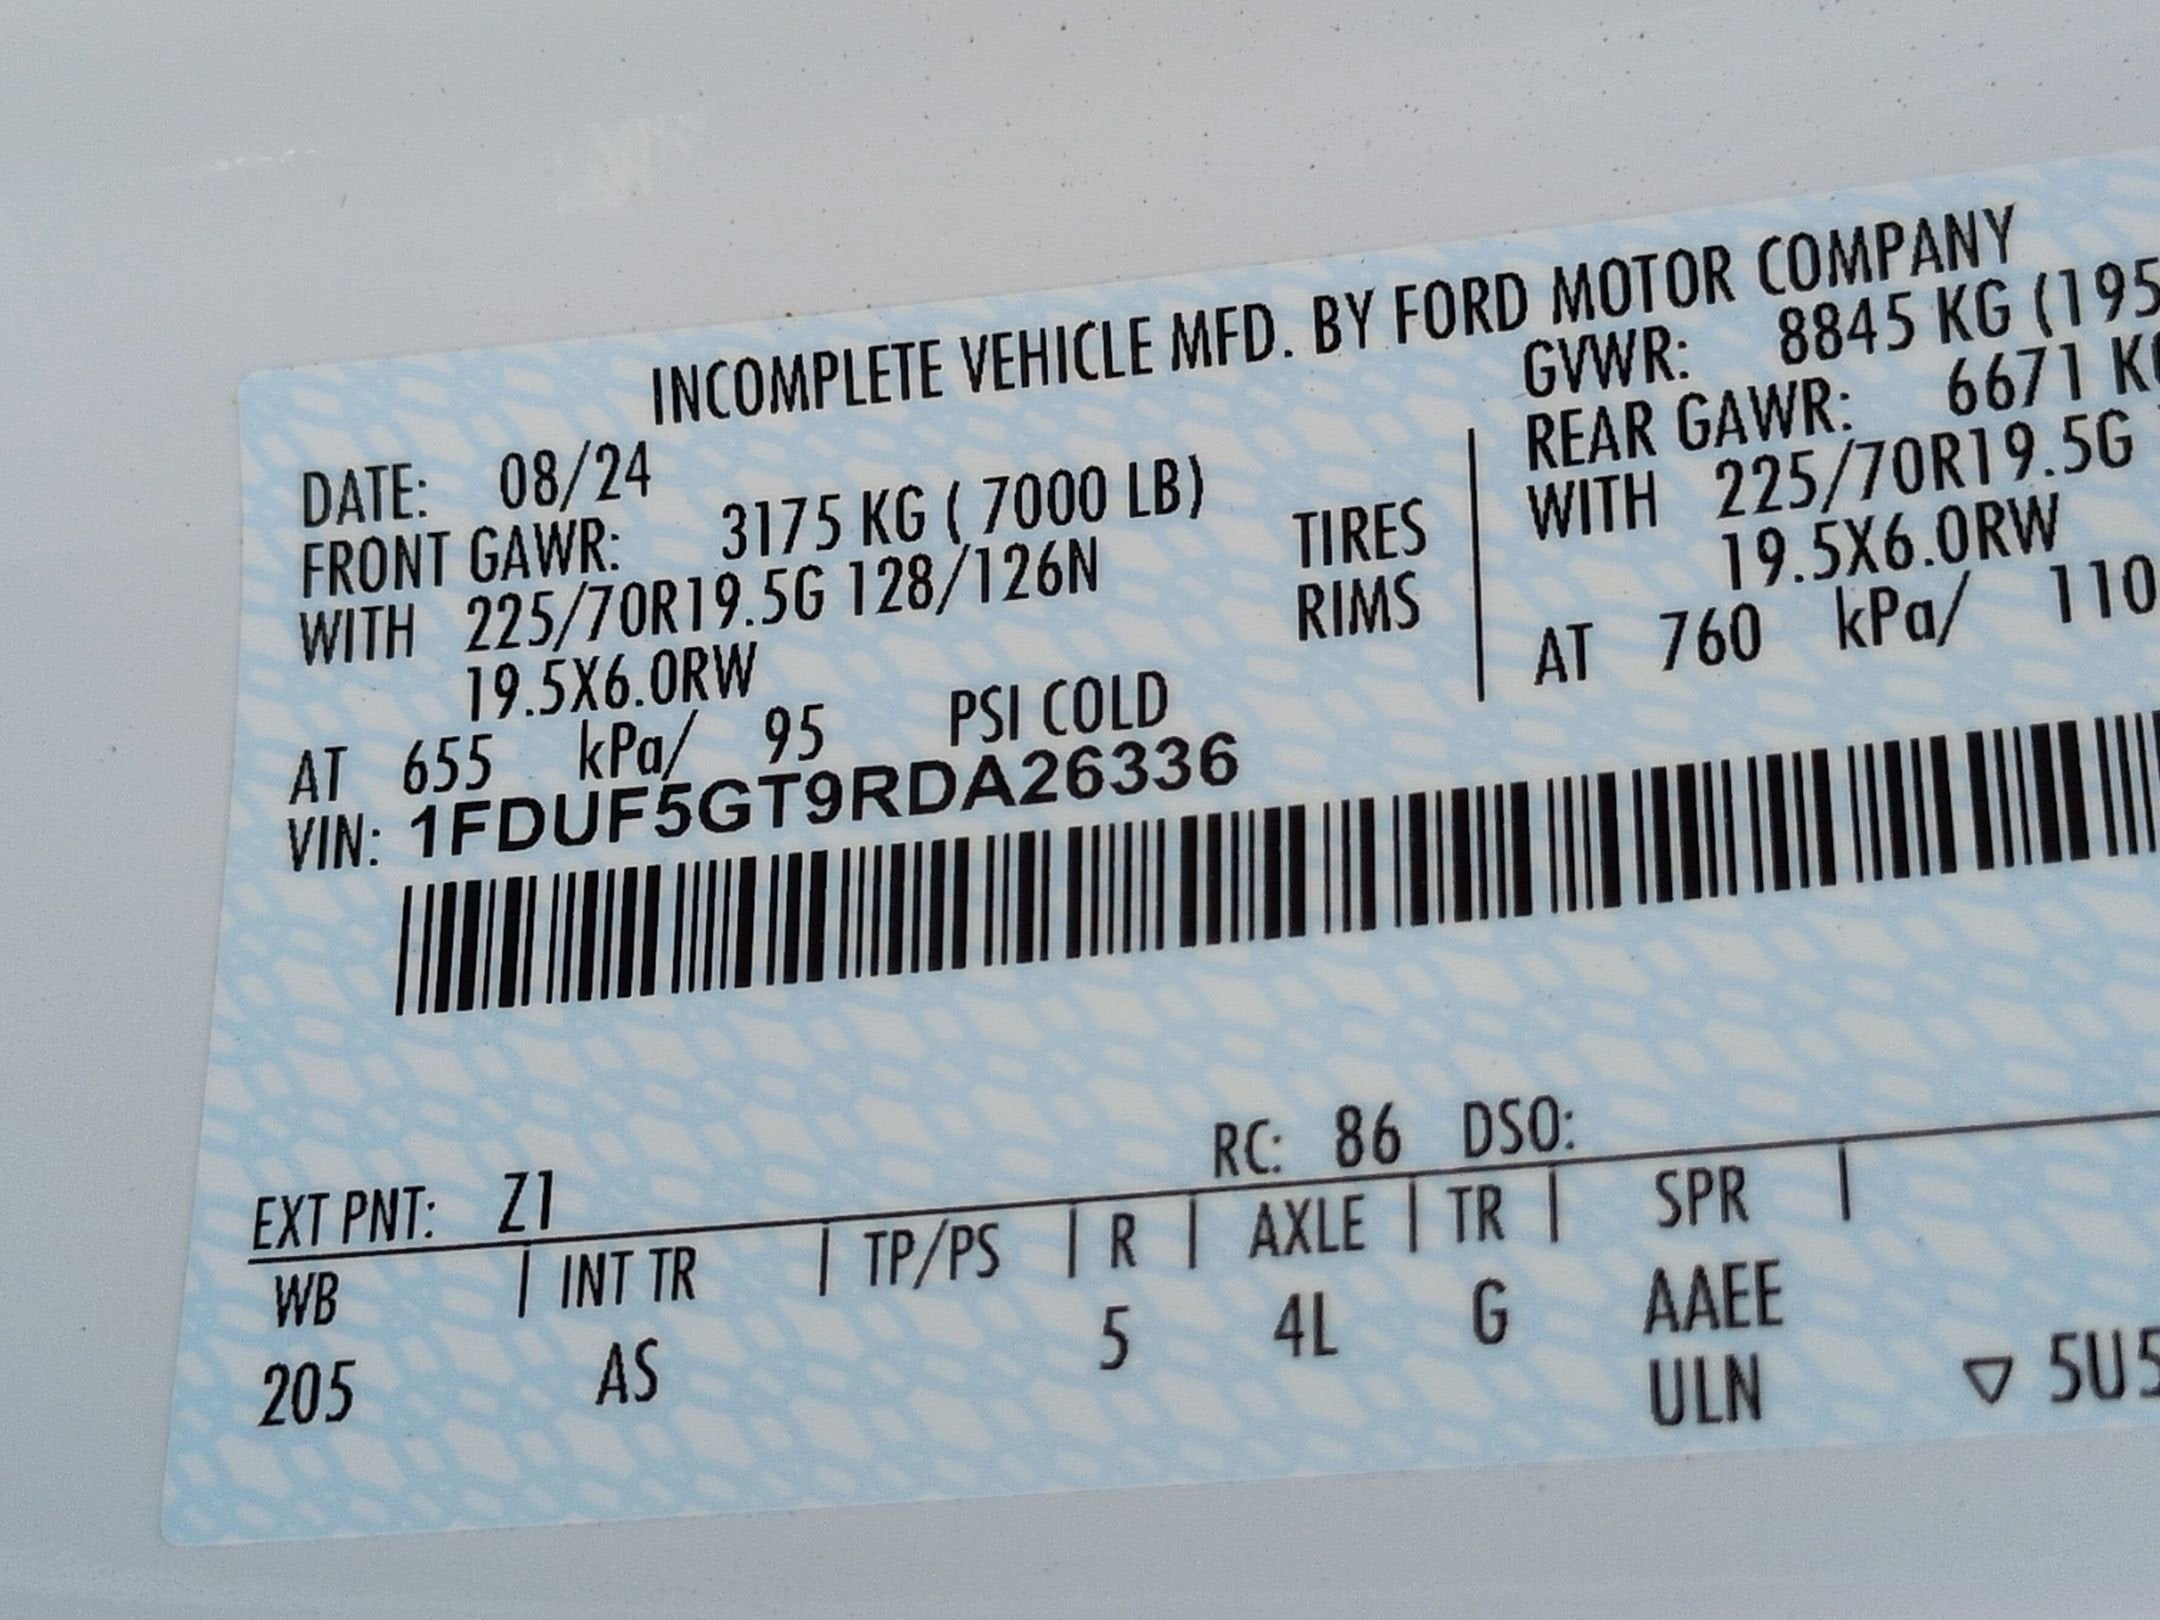 INCOMPLETE VEHICLE MFD. BY FORD MOTOR COMPANY
DATE: 08/24
GVWR: 8845 KG (195
FRONT GAWR: 3175 KG ( 7000 LB)
REAR GAWR: 6671 KG
WITH 225/70R19.5G 128/126N TIRES
WITH 225/70R19.5G
19.5X6.0RW RIMS
19.5X6.0RW
AT 655 kPa/ 95 PSI COLD
AT 760 kPa/ 110
VIN: 1FDUF5GT9RDA26336
EXT PNT: Z1 RC: 86 DSO:
WB | INT TR | TP/PS | R | AXLE | TR | SPR |
205 AS 5 4L G AAEE
ULN ▽ 5U5